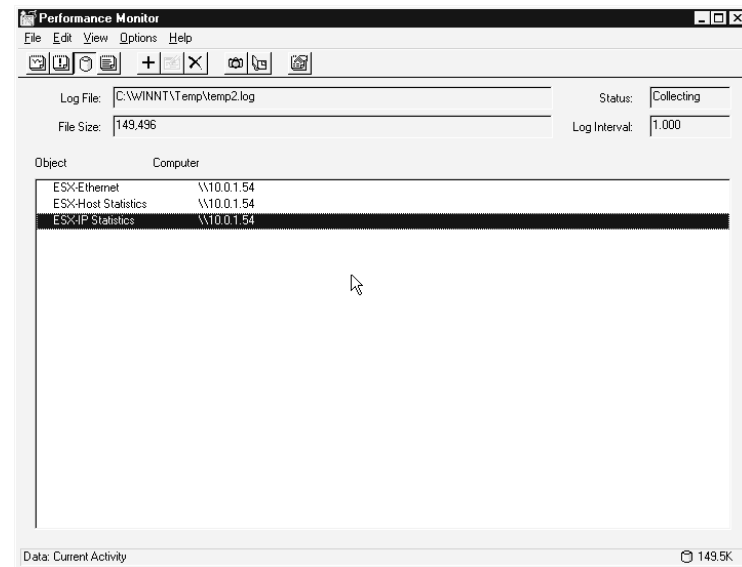 Performance Monitor
File Edit View Options Help
Log File: C:\WINNT\Temp\temp2.log Status: Collecting
File Size: 149,496 Log Interval: 1.000
Object Computer
ESX-Ethernet \\10.0.1.54
ESX-Host Statistics \\10.0.1.54
ESX-IP Statistics \\10.0.1.54
Data: Current Activity 149.5K